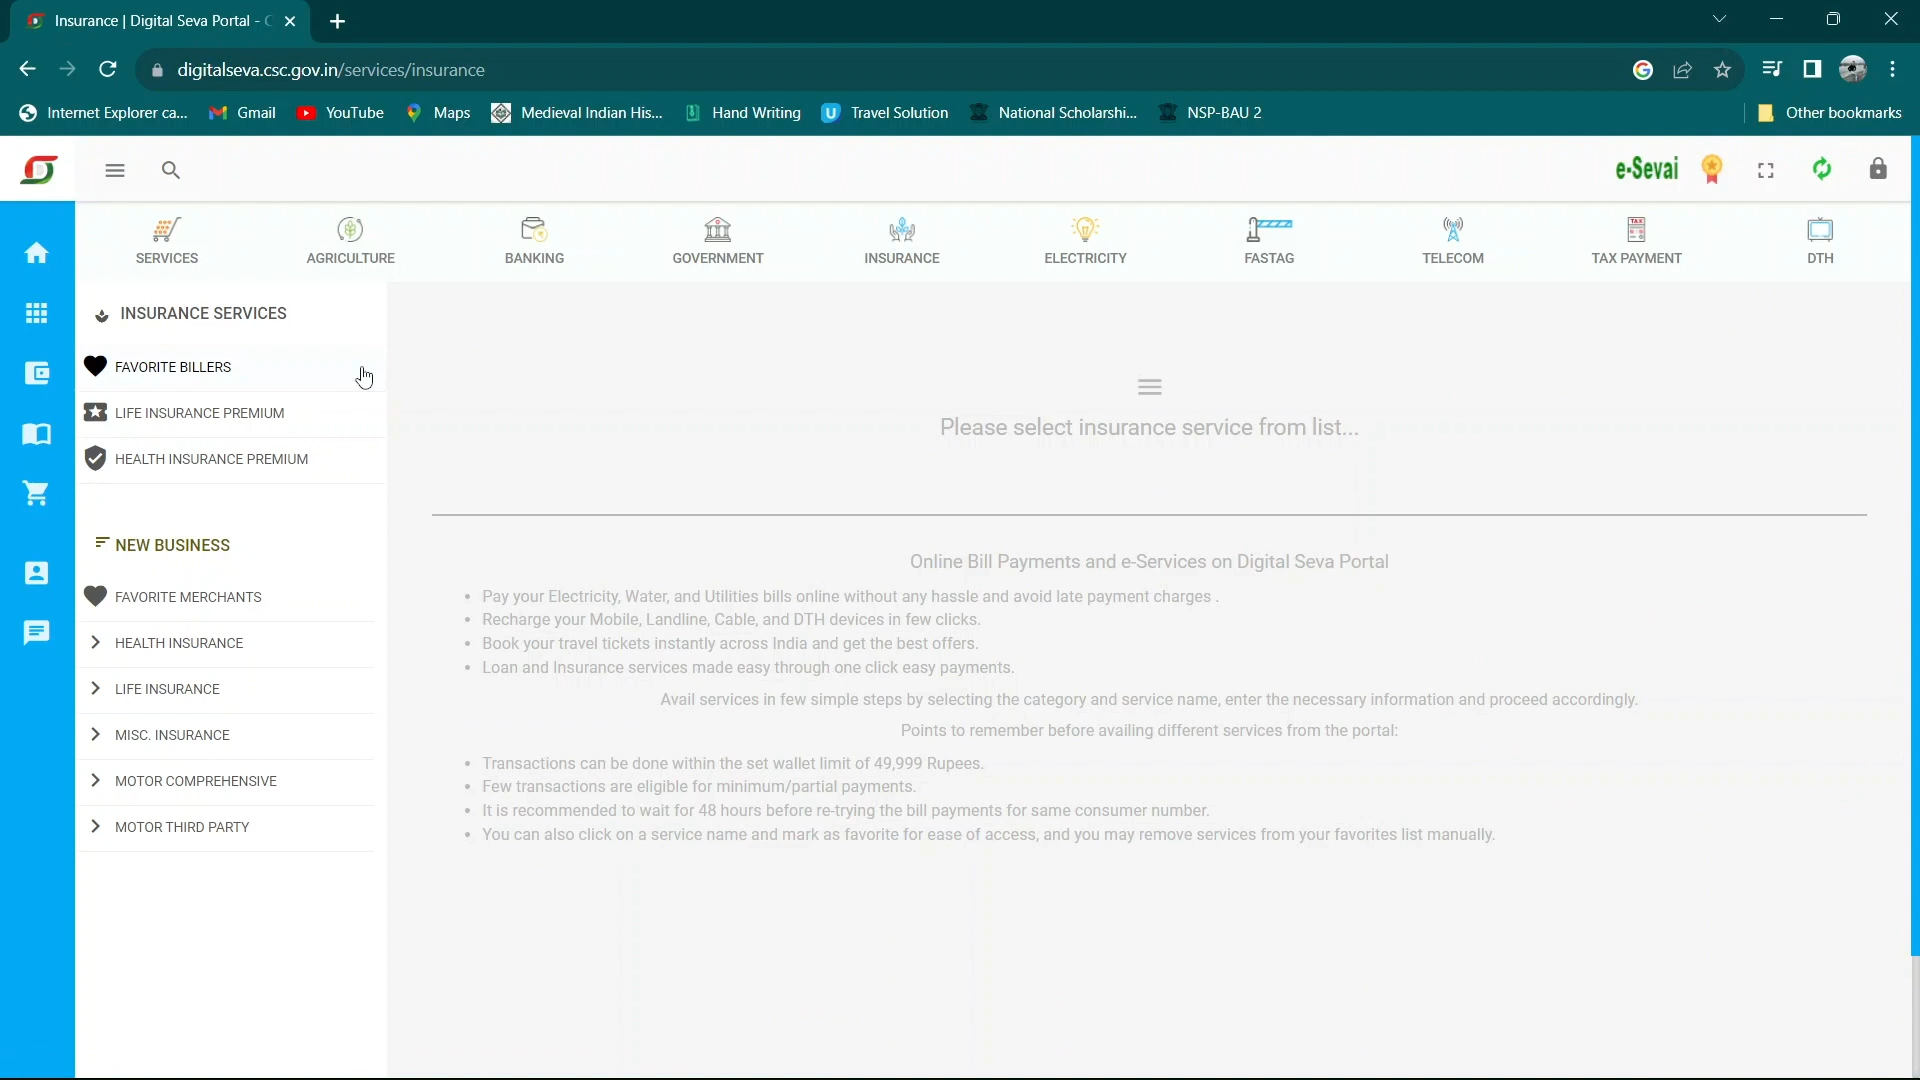 Insurance | Digital Seva Portal - C
digitalseva.csc.gov.in/services/insurance
Internet Explorer ca... Gmail YouTube Maps Medieval Indian His... Hand Writing Travel Solution National Scholarshi... NSP-BAU 2 Other bookmarks
e-Sevai
SERVICES AGRICULTURE BANKING GOVERNMENT INSURANCE ELECTRICITY FASTAG TELECOM TAX PAYMENT DTH
INSURANCE SERVICES
FAVORITE BILLERS
LIFE INSURANCE PREMIUM
HEALTH INSURANCE PREMIUM
NEW BUSINESS
FAVORITE MERCHANTS
HEALTH INSURANCE
LIFE INSURANCE
MISC. INSURANCE
MOTOR COMPREHENSIVE
MOTOR THIRD PARTY
Please select insurance service from list...
Online Bill Payments and e-Services on Digital Seva Portal
• Pay your Electricity, Water, and Utilities bills online without any hassle and avoid late payment charges .
• Recharge your Mobile, Landline, Cable, and DTH devices in few clicks.
• Book your travel tickets instantly across India and get the best offers.
• Loan and Insurance services made easy through one click easy payments.
Avail services in few simple steps by selecting the category and service name, enter the necessary information and proceed accordingly.
Points to remember before availing different services from the portal:
• Transactions can be done within the set wallet limit of 49,999 Rupees.
• Few transactions are eligible for minimum/partial payments.
• It is recommended to wait for 48 hours before re-trying the bill payments for same consumer number.
• You can also click on a service name and mark as favorite for ease of access, and you may remove services from your favorites list manually.